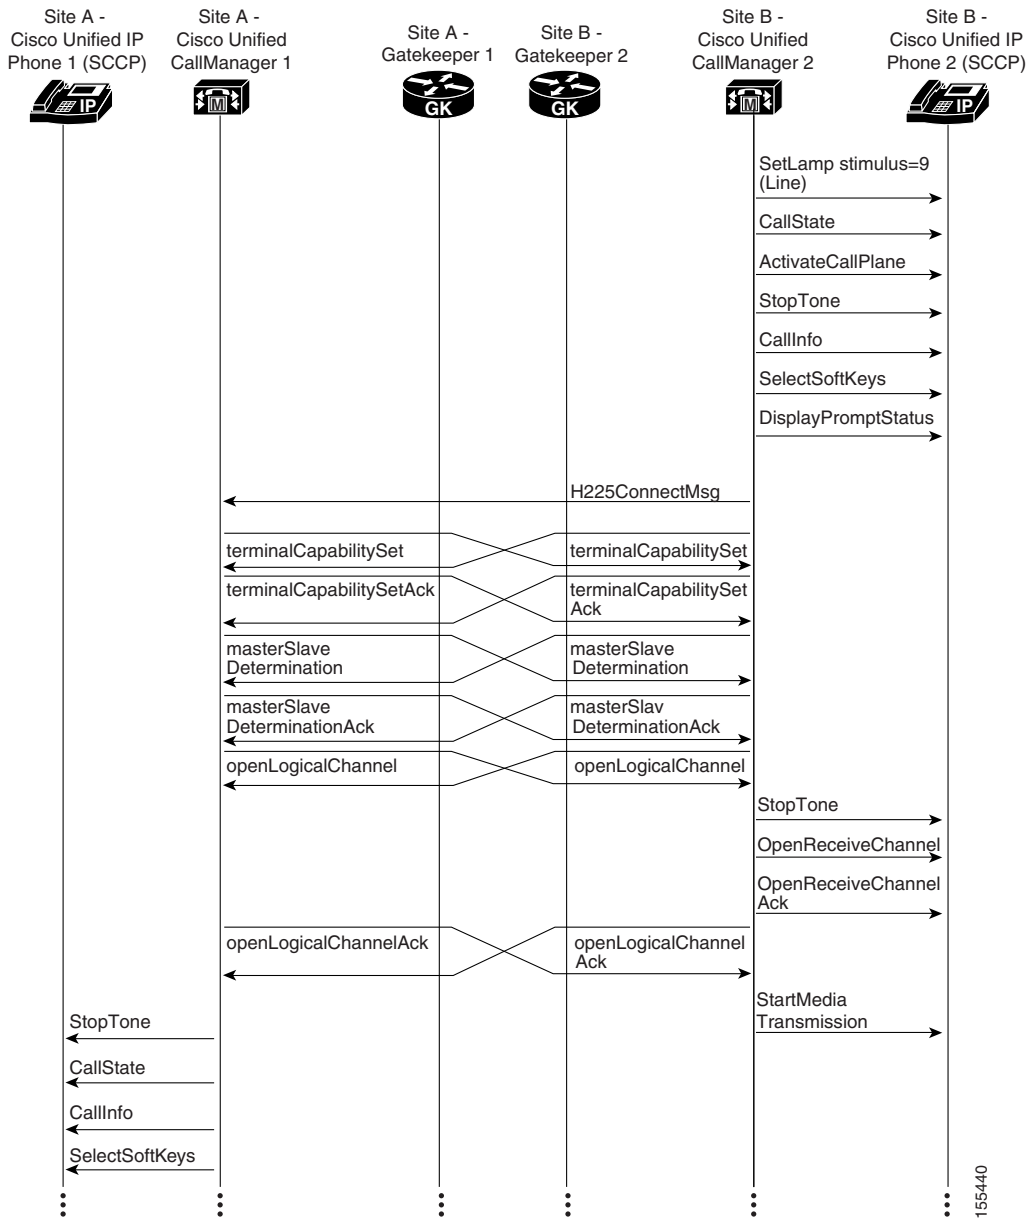 Site A -
Cisco Unified IP
Phone 1 (SCCP)
Site A -
Cisco Unified
CallManager 1
Site A -
Gatekeeper 1
Site B -
Gatekeeper 2
Site B -
Cisco Unified
CallManager 2
Site B -
Cisco Unified IP
Phone 2 (SCCP)
IP
M
GK
GK
M
IP
SetLamp stimulus=9
(Line)
CallState
ActivateCallPlane
StopTone
CallInfo
SelectSoftKeys
DisplayPromptStatus
H225ConnectMsg
terminalCapabilitySet
terminalCapabilitySet
terminalCapabilitySetAck
terminalCapabilitySet
Ack
masterSlave
Determination
masterSlave
Determination
masterSlave
DeterminationAck
masterSlav
DeterminationAck
openLogicalChannel
openLogicalChannel
StopTone
OpenReceiveChannel
OpenReceiveChannel
Ack
openLogicalChannelAck
openLogicalChannel
Ack
StartMedia
Transmission
StopTone
CallState
CallInfo
SelectSoftKeys
155440